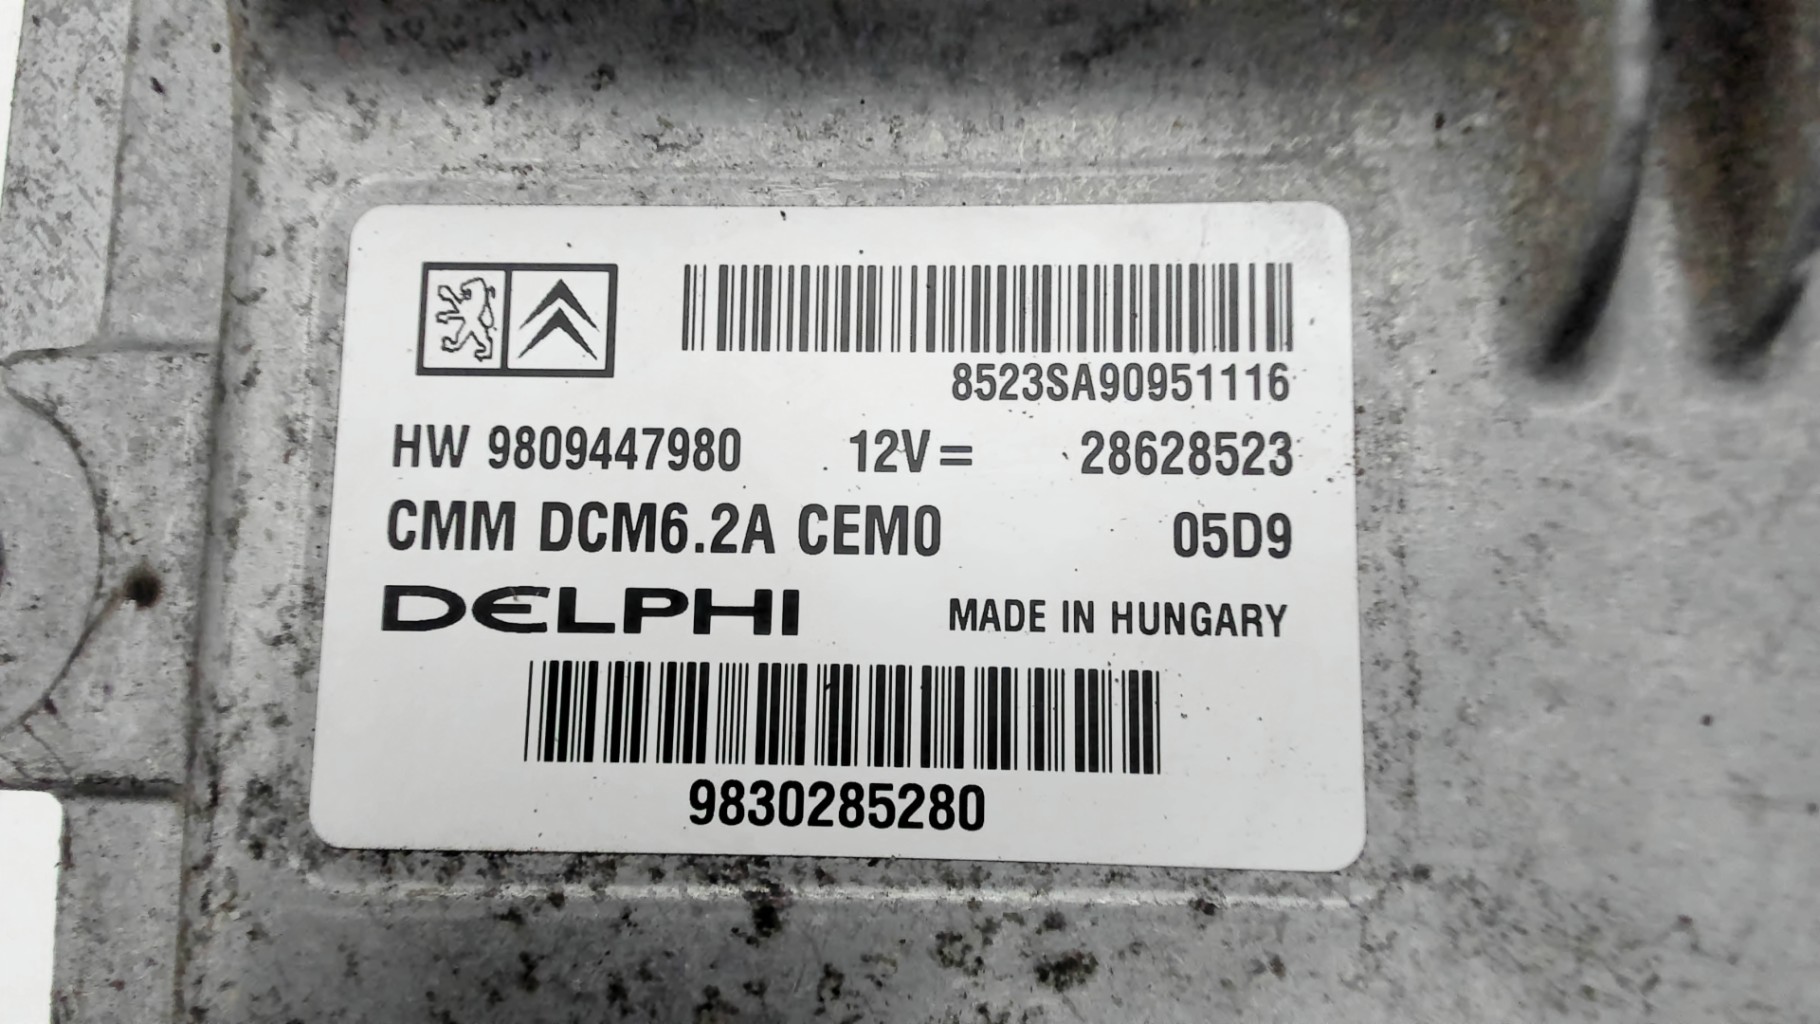 8523SA90951116
HW 9809447980 12V= 28628523
CMM DCM6.2A CEM0 05D9
DELPHI MADE IN HUNGARY
9830285280